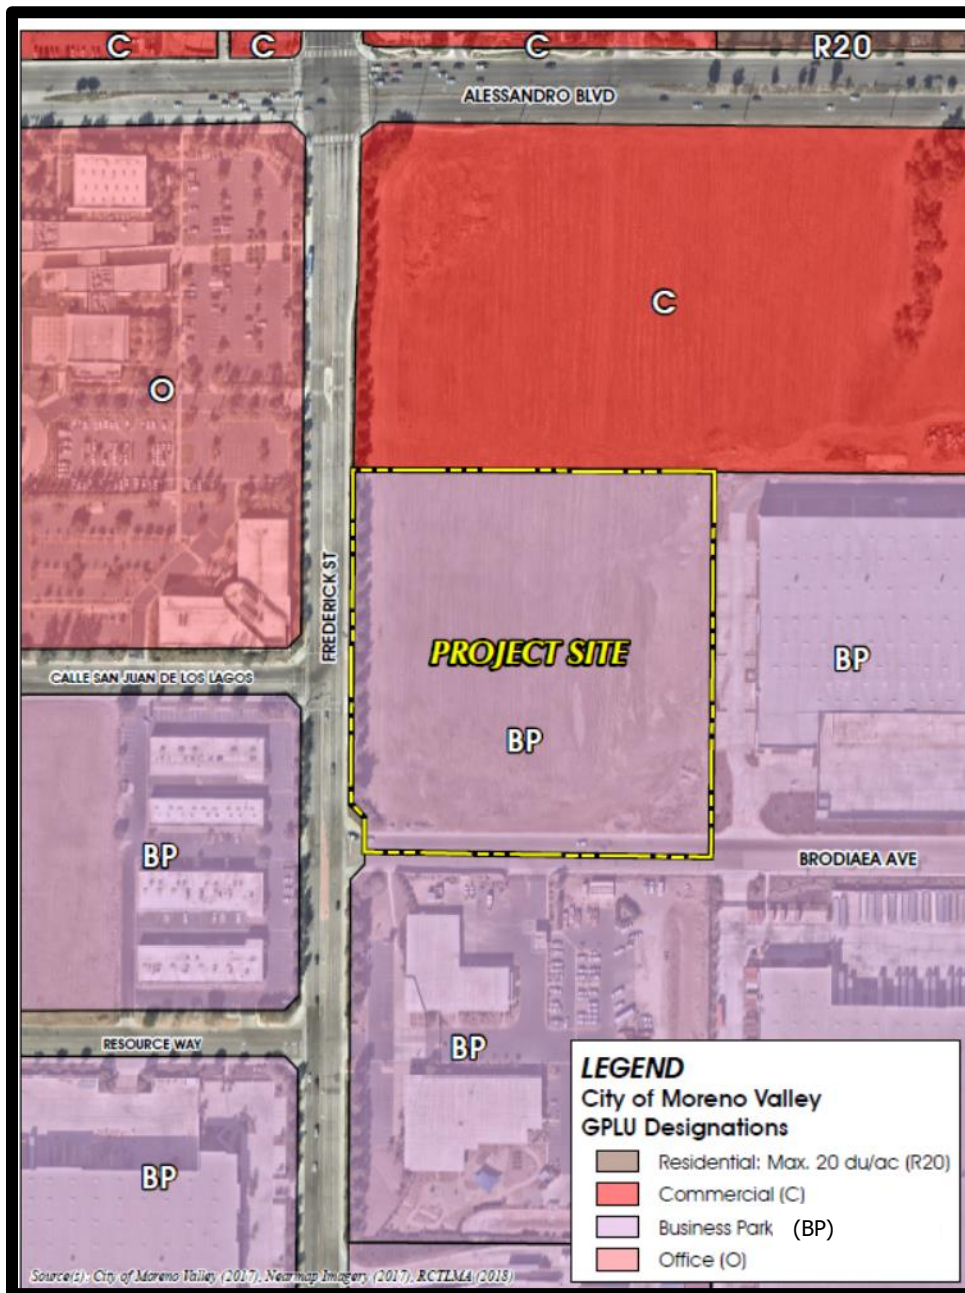 C
C
C
R20
ALESSANDRO BLVD
C
O
FREDERICK ST
PROJECT SITE
BP
BP
CALLE SAN JUAN DE LOS LAGOS
BP
BRODIAEA AVE
RESOURCE WAY
BP
BP
LEGEND
City of Moreno Valley
GPLU Designations
Residential: Max. 20 du/ac (R20)
Commercial (C)
Business Park (BP)
Office (O)
Source(s): City of Moreno Valley (2017), Nearmap Imagery (2017), RCTLMA (2018)